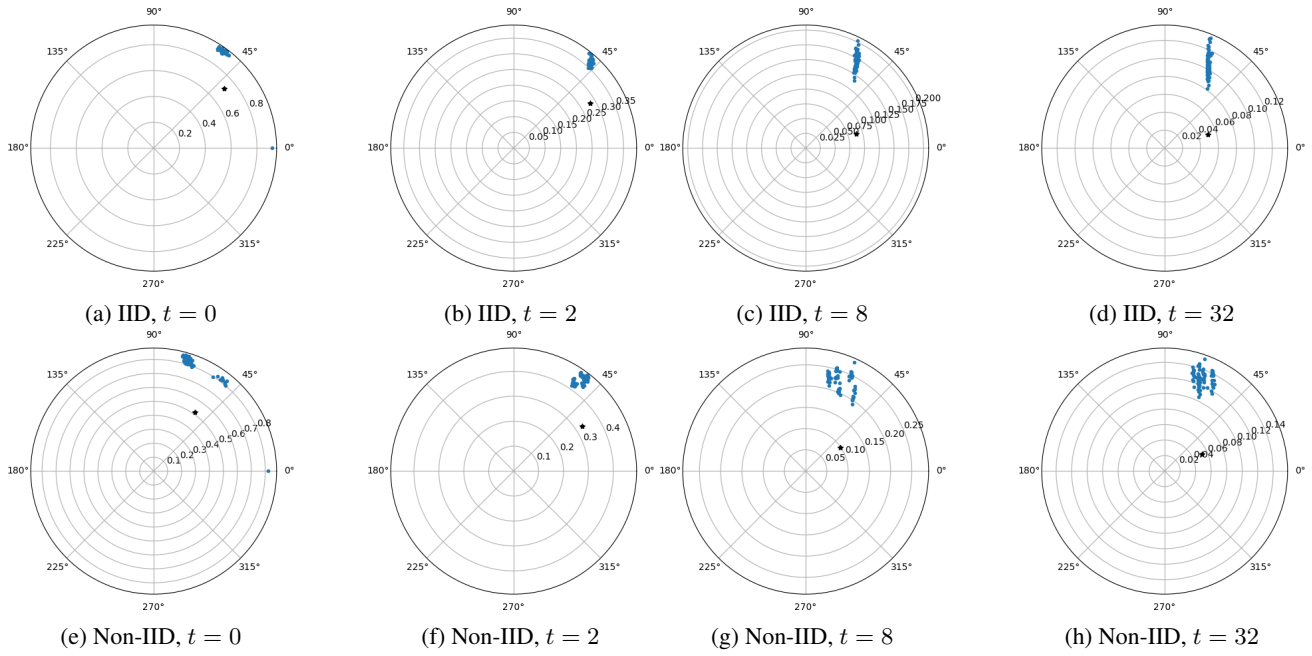 90° 90° 90° 90°
135° 45° 135° 45° 135° 45° 135° 45°
0.2 0.4 0.6 0.8 0.05 0.10 0.15 0.20 0.25 0.30 0.35 0.025 0.050 0.075 0.100 0.125 0.150 0.175 0.200 0.02 0.04 0.06 0.08 0.10 0.12
180° 0° 180° 0° 180° 0° 180° 0°
225° 315° 225° 315° 225° 315° 225° 315°
270° 270° 270° 270°
(a) IID, t = 0 (b) IID, t = 2 (c) IID, t = 8 (d) IID, t = 32
90° 90° 90° 90°
135° 45° 135° 45° 135° 45° 135° 45°
0.1 0.2 0.3 0.4 0.5 0.6 0.7 0.8 0.1 0.2 0.3 0.4 0.05 0.10 0.15 0.20 0.25 0.02 0.04 0.06 0.08 0.10 0.12 0.14
180° 0° 180° 0° 180° 0° 180° 0°
225° 315° 225° 315° 225° 315° 225° 315°
270° 270° 270° 270°
(e) Non-IID, t = 0 (f) Non-IID, t = 2 (g) Non-IID, t = 8 (h) Non-IID, t = 32